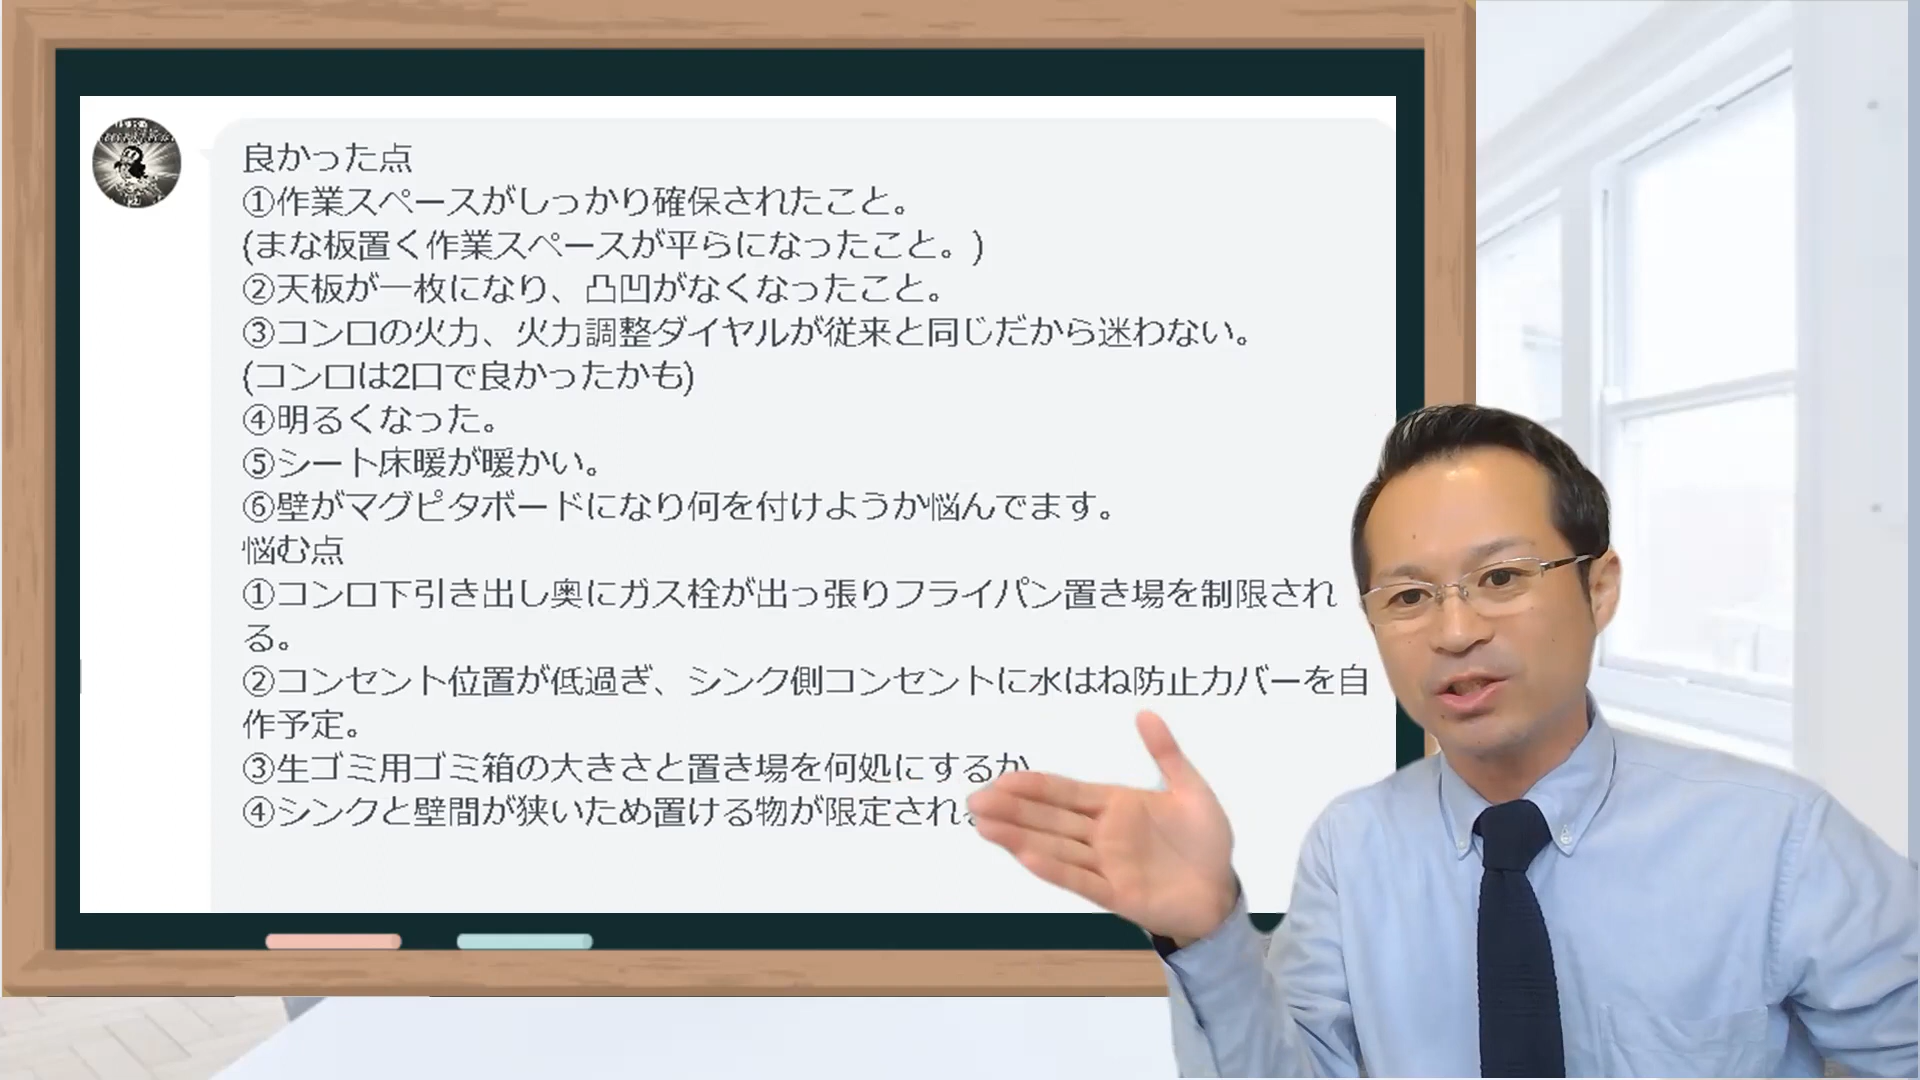 良かった点
①作業スペースがしっかり確保されたこと。
(まな板置く作業スペースが平らになったこと。)
②天板が一枚になり、凸凹がなくなったこと。
③コンロの火力、火力調整ダイヤルが従来と同じだから迷わない。
(コンロは2口で良かったかも)
④明るくなった。
⑤シート床暖が暖かい。
⑥壁がマグピタボードになり何を付けようか悩んでます。
悩む点
①コンロ下引き出し奥にガス栓が出っ張りフライパン置き場を制限され
る。
②コンセント位置が低過ぎ、シンク側コンセントに水はね防止カバーを自
作予定。
③生ゴミ用ゴミ箱の大きさと置き場を何処にするか
④シンクと壁間が狭いため置ける物が限定され